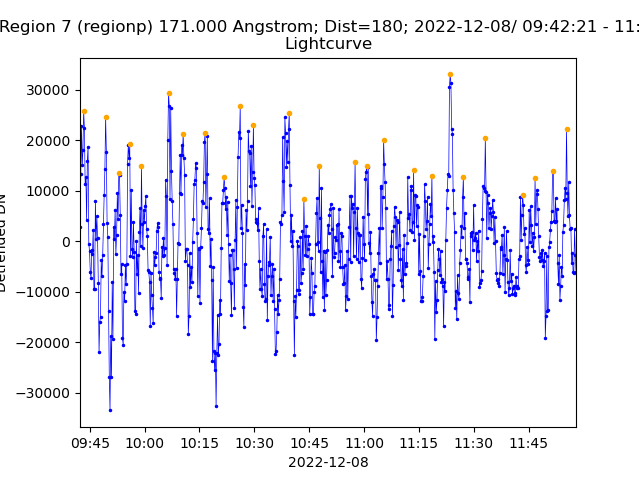 Region 7 (regionp) 171.000 Angstrom; Dist=180; 2022-12-08/ 09:42:21 - 11:
Lightcurve
Detrended DN
30000
20000
10000
0
−10000
−20000
−30000
09:45 10:00 10:15 10:30 10:45 11:00 11:15 11:30 11:45
2022-12-08